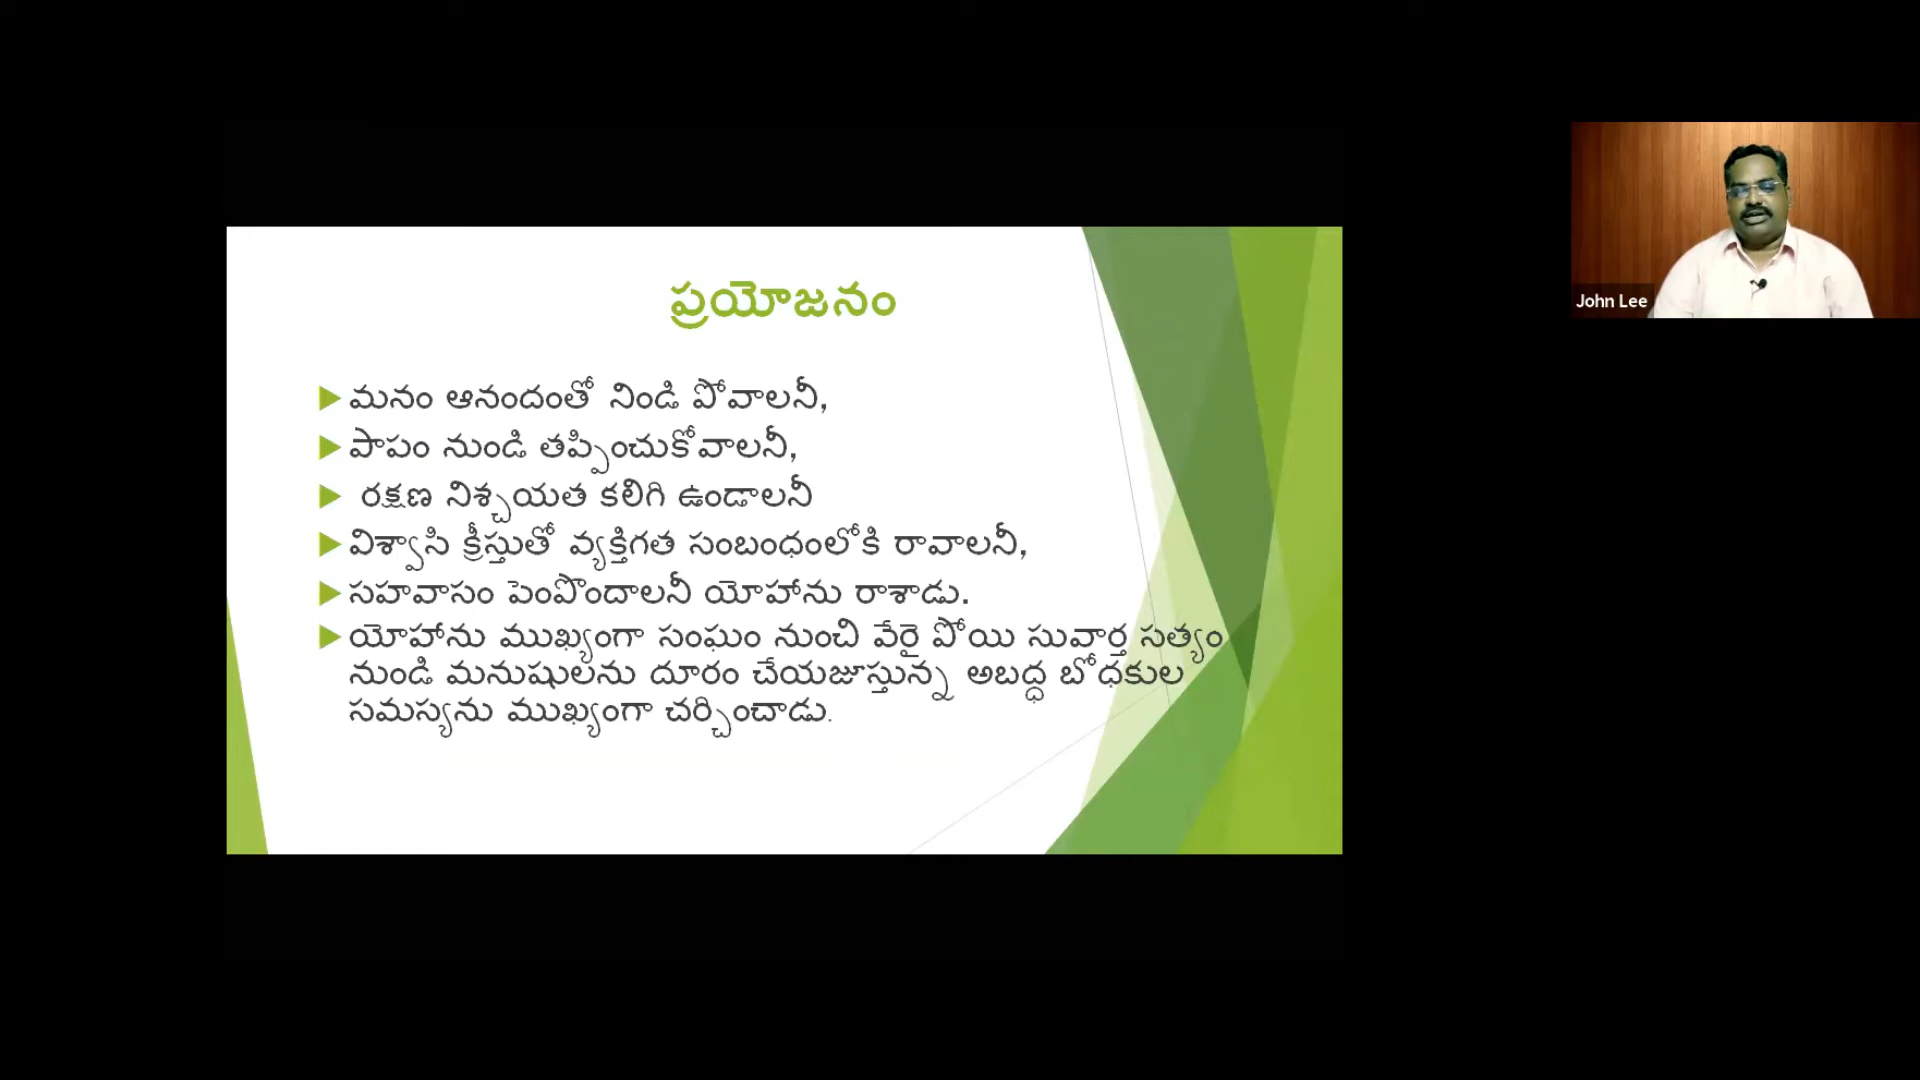 ప్రయోజనం
మనం ఆనందంతో నిండి పోవాలనీ,
పాపం నుండి తప్పించుకోవాలనీ,
రక్షణ నిశ్చయత కలిగి ఉండాలనీ
విశ్వాసి క్రీస్తుతో వ్యక్తిగత సంబంధంలోకి రావాలనీ,
సహవాసం పెంపొందాలనీ యోహాను రాశాడు.
యోహాను ముఖ్యంగా సంఘం నుంచి వేరై పోయి సువార్త సత్యం
నుండి మనుషులను దూరం చేయజూస్తున్న అబద్ధ బోధకుల
సమస్యను ముఖ్యంగా చర్చించాడు.
John Lee